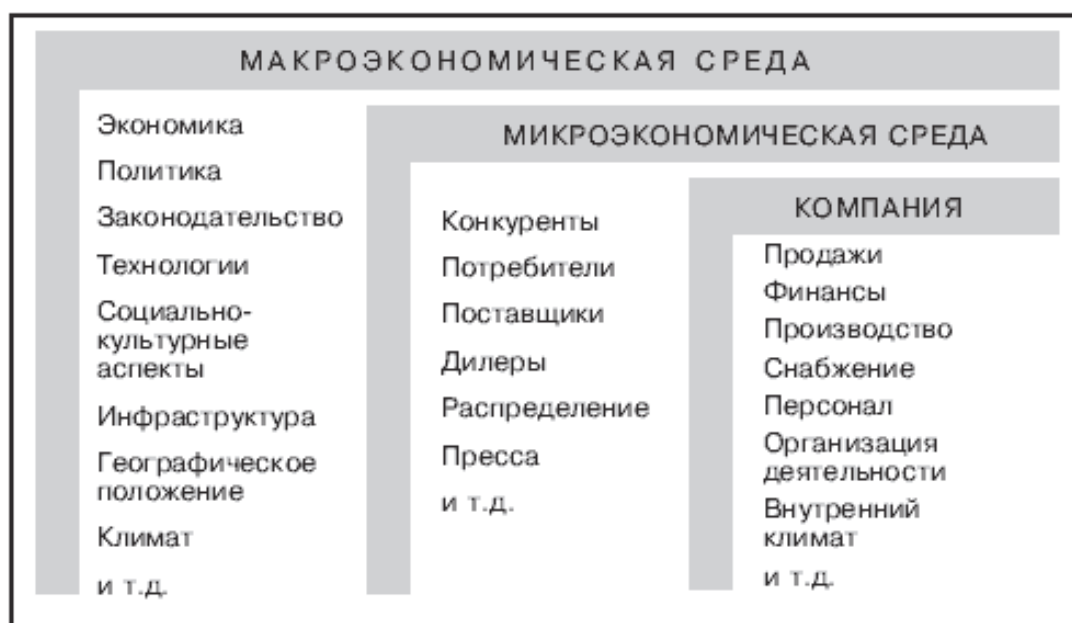 МАКРОЭКОНОМИЧЕСКАЯ СРЕДА
Экономика
Политика
Законодательство
Технологии
Социально-
культурные
аспекты
Инфраструктура
Географическое
положение
Климат
и т.д.
МИКРОЭКОНОМИЧЕСКАЯ СРЕДА
Конкуренты
Потребители
Поставщики
Дилеры
Распределение
Пресса
и т.д.
КОМПАНИЯ
Продажи
Финансы
Производство
Снабжение
Персонал
Организация
деятельности
Внутренний
климат
и т.д.